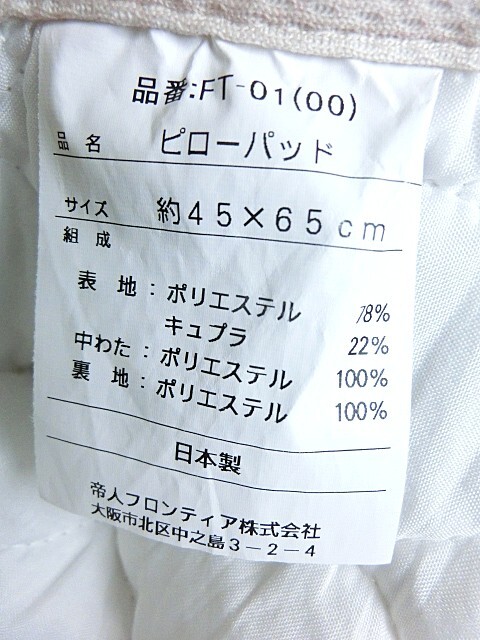 品番:FT-01(00)
品名 ピローパッド
サイズ 約45×65cm
組成
表地:ポリエステル 78%
キュプラ 22%
中わた:ポリエステル 100%
裏地:ポリエステル 100%
日本製
帝人フロンティア株式会社
大阪市北区中之島3-2-4